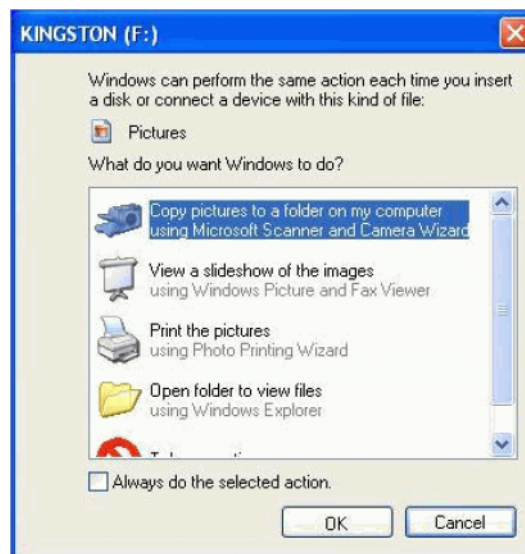 KINGSTON (F:)
Windows can perform the same action each time you insert
a disk or connect a device with this kind of file:
Pictures
What do you want Windows to do?
Copy pictures to a folder on my computer
using Microsoft Scanner and Camera Wizard
View a slideshow of the images
using Windows Picture and Fax Viewer
Print the pictures
using Photo Printing Wizard
Open folder to view files
using Windows Explorer
Always do the selected action.
OK
Cancel